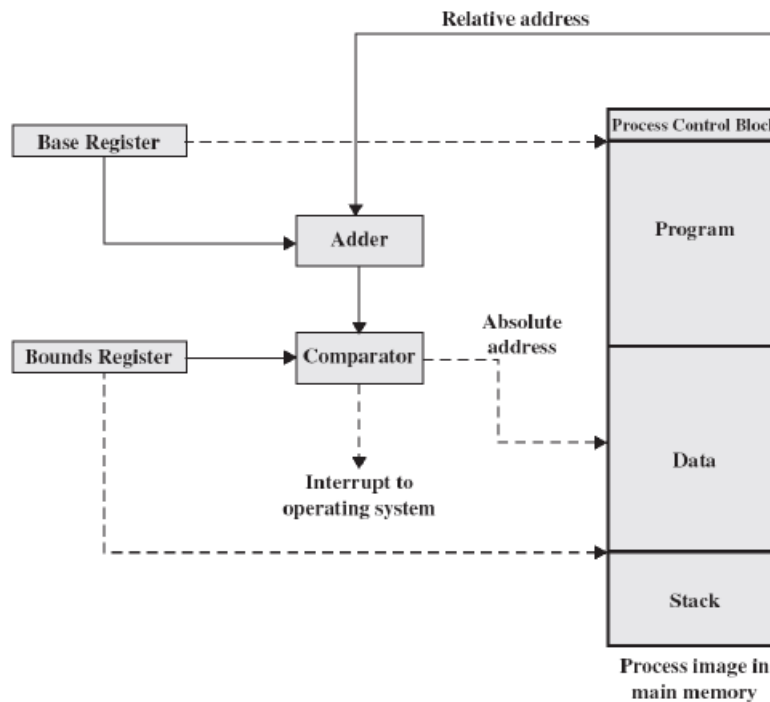 Relative address
Process Control Block
Base Register
Program
Adder
Absolute
address
Bounds Register
Comparator
Data
Interrupt to
operating system
Stack
Process image in
main memory